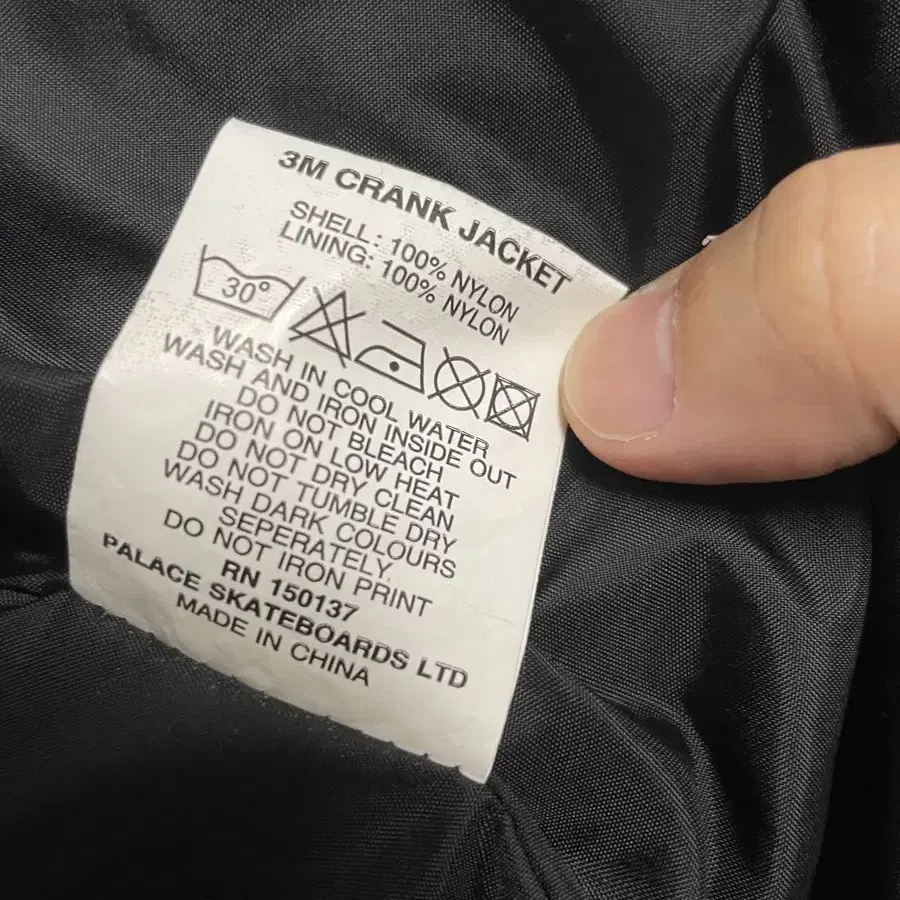 3M CRANK JACKET
SHELL: 100% NYLON
LINING: 100% NYLON
30°
WASH IN COOL WATER
WASH AND IRON INSIDE OUT
DO NOT BLEACH
IRON ON LOW HEAT
DO NOT DRY CLEAN
DO NOT TUMBLE DRY
WASH DARK COLOURS
SEPERATELY.
DO NOT IRON PRINT
RN 150137
PALACE SKATEBOARDS LTD
MADE IN CHINA